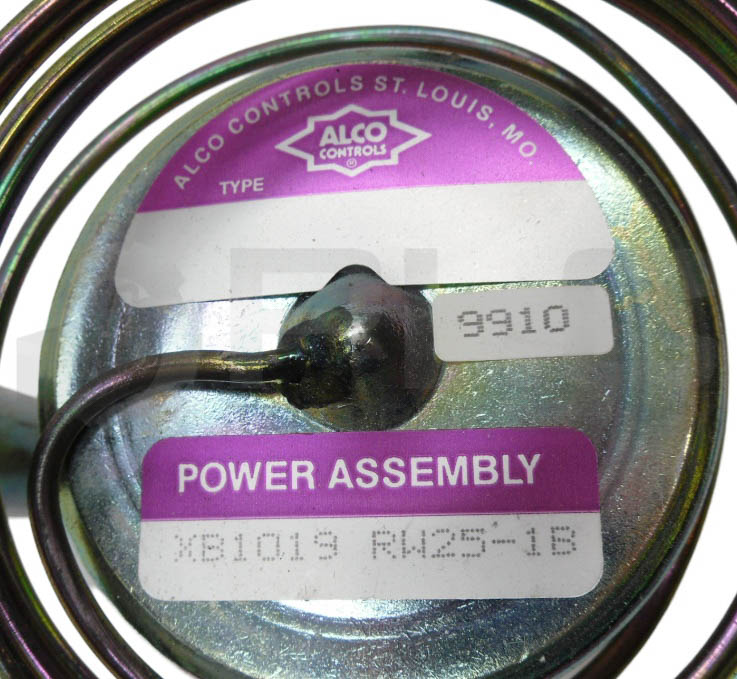 ALCO CONTROLS ST. LOUIS, MO.
ALCO
CONTROLS
®
TYPE
9910
POWER ASSEMBLY
XB1019 RW25-1B